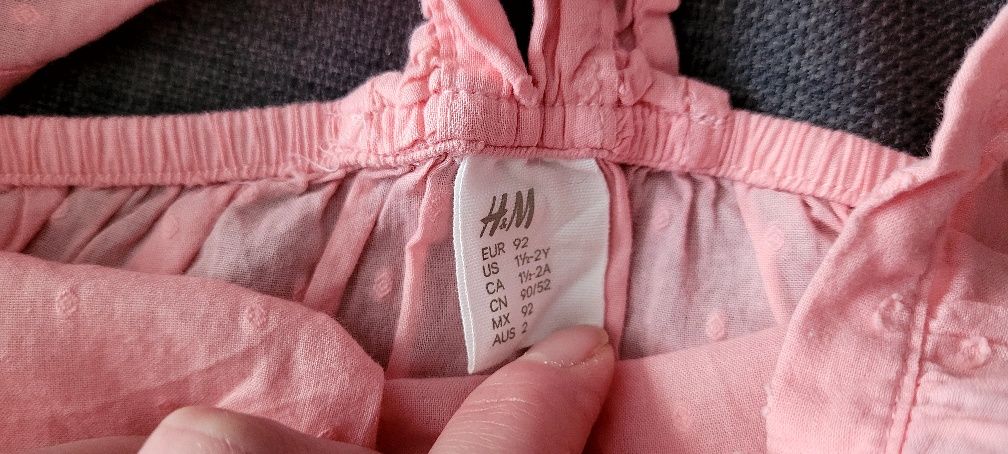 H&M
EUR 92
US 1½-2Y
CA 1½-2A
CN 90/52
MX 92
AUS 2